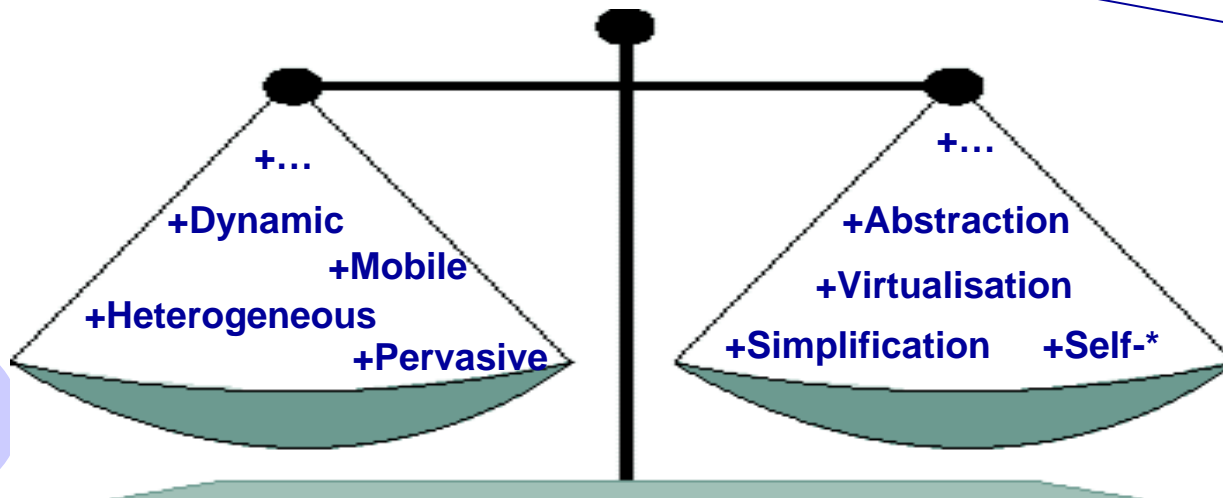 +…
+Dynamic
+Mobile
+Heterogeneous
+Pervasive
+…
+Abstraction
+Virtualisation
+Simplification +Self-*